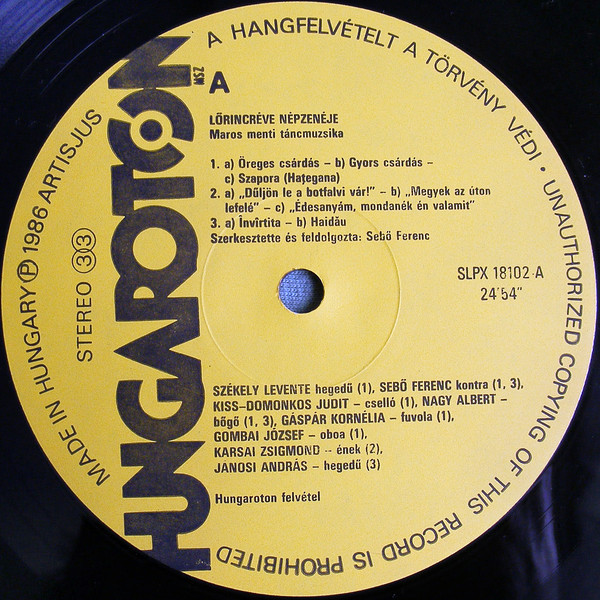 A HANGFELVÉTELT A TÖRVÉNY VÉDI • UNAUTHORIZED COPYING OF THIS RECORD IS PROHIBITED
MADE IN HUNGARY Ⓟ 1986 ARTISJUS
STEREO 33
HUNGAROTON
MSZ
A
LŐRINCRÉVE NÉPZENÉJE
Maros menti táncmuzsika
1. a) Öreges csárdás – b) Gyors csárdás –
c) Szapora (Haţegana)
2. a) „Dűljön le a botfalvi vár!” – b) „Megyek az úton
lefelé” – c) „Édesanyám, mondanék én valamit”
3. a) Învîrtita – b) Haidău
Szerkesztette és feldolgozta: Sebő Ferenc
SLPX 18102-A
24'54"
SZÉKELY LEVENTE hegedű (1), SEBŐ FERENC kontra (1, 3),
KISS–DOMONKOS JUDIT – cselló (1), NAGY ALBERT –
bőgő (1, 3), GÁSPÁR KORNÉLIA – fuvola (1),
GOMBAI JÓZSEF – oboa (1),
KARSAI ZSIGMOND – ének (2),
JÁNOSI ANDRÁS – hegedű (3)
Hungaroton felvétel